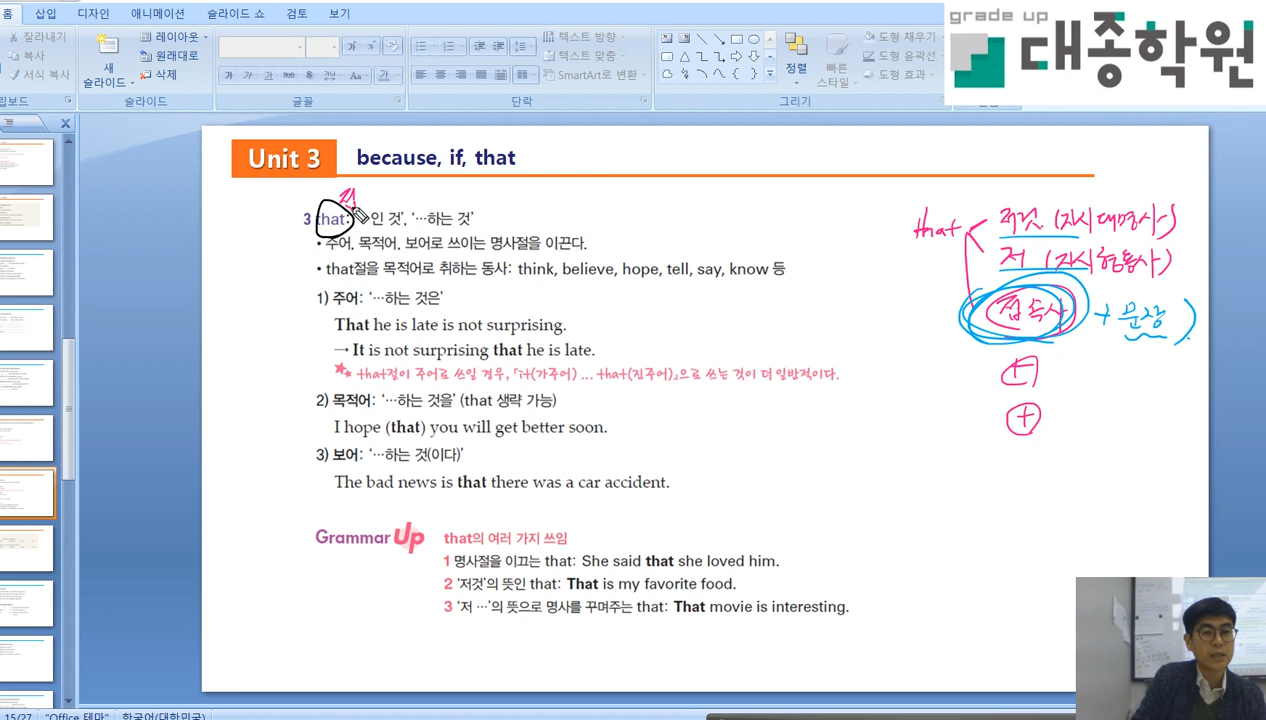 홈 삽입 디자인 애니메이션 슬라이드 쇼 검토 보기
잘라내기
복사
서식 복사
새
슬라이드
레이아웃
원래대로
삭제
슬라이드
글꼴
텍스트 방향
텍스트 맞춤
SmartArt로 변환
단락
정렬
빠른
스타일
도형 채우기
도형 윤곽선
도형 효과
그리기
grade up
대종학원
Unit 3 because, if, that
3 that: 인 것’, ‘…하는 것’
• 주어, 목적어, 보어로 쓰이는 명사절을 이끈다.
• that절을 목적어로 취하는 동사: think, believe, hope, tell, say, know 등
1) 주어: ‘…하는 것은’
That he is late is not surprising.
→ It is not surprising that he is late.
that절이 주어로 쓰일 경우, 「it(가주어) ... that(진주어)」으로 쓰는 것이 더 일반적이다.
2) 목적어: ‘…하는 것을’ (that 생략 가능)
I hope (that) you will get better soon.
3) 보어: ‘…하는 것(이다)’
The bad news is that there was a car accident.
Grammar Up that의 여러 가지 쓰임
1 명사절을 이끄는 that: She said that she loved him.
2 ‘저것’의 뜻인 that: That is my favorite food.
3 ‘저 …’의 뜻으로 명사를 꾸며주는 that: That movie is interesting.
that
저것 (지시대명사)
저 (지시형용사)
접속사 + 문장 )
+
15/27 "Office 테마" 한국어(대한민국)